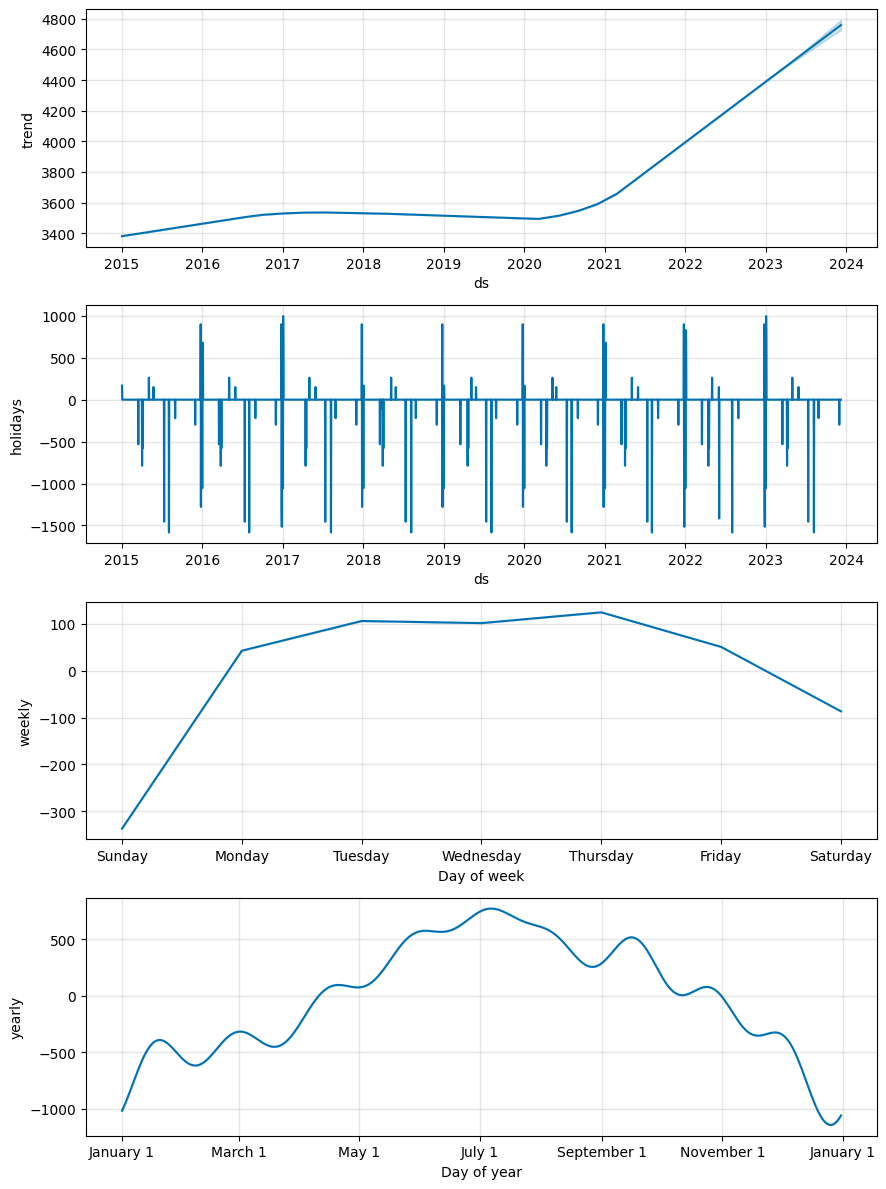 4800
4600
4400
4200
4000
3800
3600
3400
trend
2015 2016 2017 2018 2019 2020 2021 2022 2023 2024
ds
1000
500
0
−500
−1000
−1500
holidays
2015 2016 2017 2018 2019 2020 2021 2022 2023 2024
ds
100
0
−100
−200
−300
weekly
Sunday Monday Tuesday Wednesday Thursday Friday Saturday
Day of week
500
0
−500
−1000
yearly
January 1 March 1 May 1 July 1 September 1 November 1 January 1
Day of year